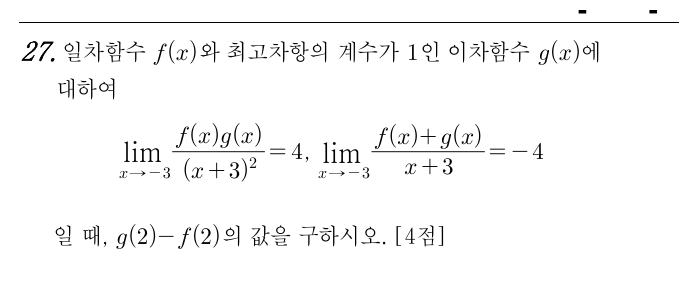 27. 일차함수 f(x)와 최고차항의 계수가 1인 이차함수 g(x)에
대하여
lim_{x→-3} f(x)g(x)/(x+3)² = 4, lim_{x→-3} (f(x)+g(x))/(x+3) = -4
일 때, g(2)-f(2)의 값을 구하시오. [4점]